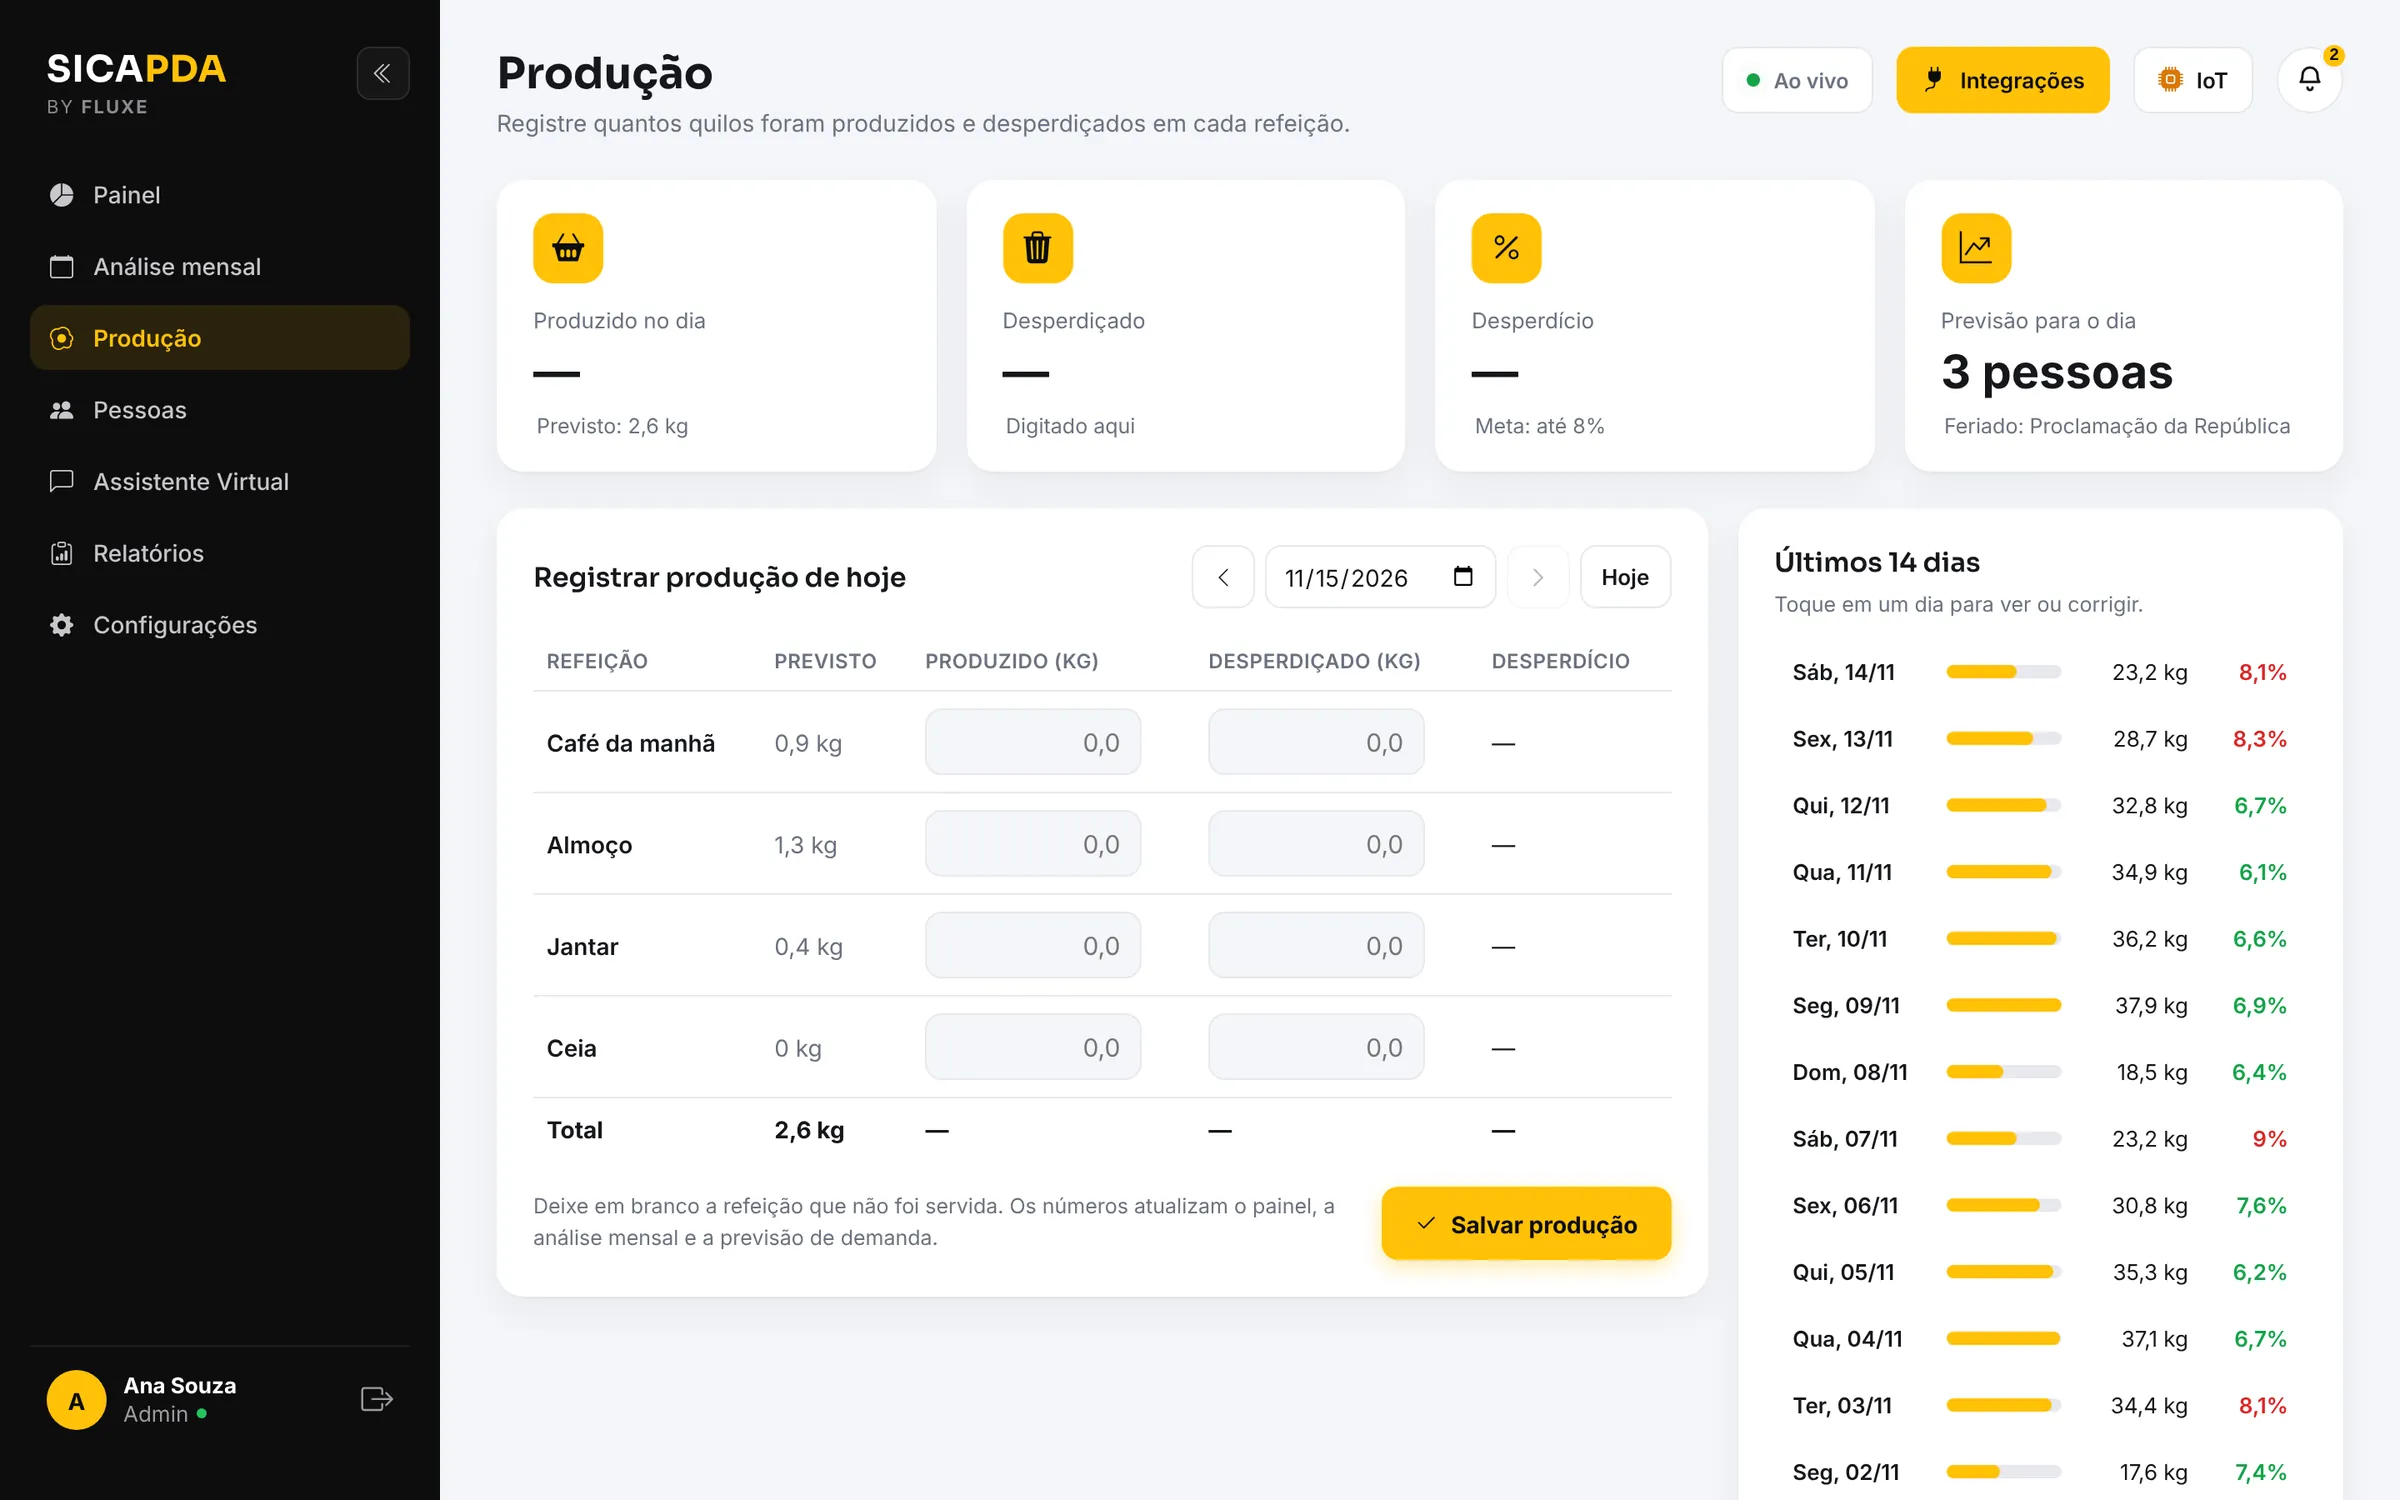 SICAPDA
BY FLUXE
Painel
Análise mensal
Produção
Pessoas
Assistente Virtual
Relatórios
Configurações
A
Ana Souza
Admin
Produção
Registre quantos quilos foram produzidos e desperdiçados em cada refeição.
Ao vivo
Integrações
IoT
2
Produzido no dia
—
Previsto: 2,6 kg
Desperdiçado
—
Digitado aqui
Desperdício
—
Meta: até 8%
Previsão para o dia
3 pessoas
Feriado: Proclamação da República
Registrar produção de hoje
11/15/2026
Hoje
REFEIÇÃO PREVISTO PRODUZIDO (KG) DESPERDIÇADO (KG) DESPERDÍCIO
Café da manhã 0,9 kg 0,0 0,0 —
Almoço 1,3 kg 0,0 0,0 —
Jantar 0,4 kg 0,0 0,0 —
Ceia 0 kg 0,0 0,0 —
Total 2,6 kg — — —
Deixe em branco a refeição que não foi servida. Os números atualizam o painel, a
análise mensal e a previsão de demanda.
Salvar produção
Últimos 14 dias
Toque em um dia para ver ou corrigir.
Sáb, 14/11 23,2 kg 8,1%
Sex, 13/11 28,7 kg 8,3%
Qui, 12/11 32,8 kg 6,7%
Qua, 11/11 34,9 kg 6,1%
Ter, 10/11 36,2 kg 6,6%
Seg, 09/11 37,9 kg 6,9%
Dom, 08/11 18,5 kg 6,4%
Sáb, 07/11 23,2 kg 9%
Sex, 06/11 30,8 kg 7,6%
Qui, 05/11 35,3 kg 6,2%
Qua, 04/11 37,1 kg 6,7%
Ter, 03/11 34,4 kg 8,1%
Seg, 02/11 17,6 kg 7,4%